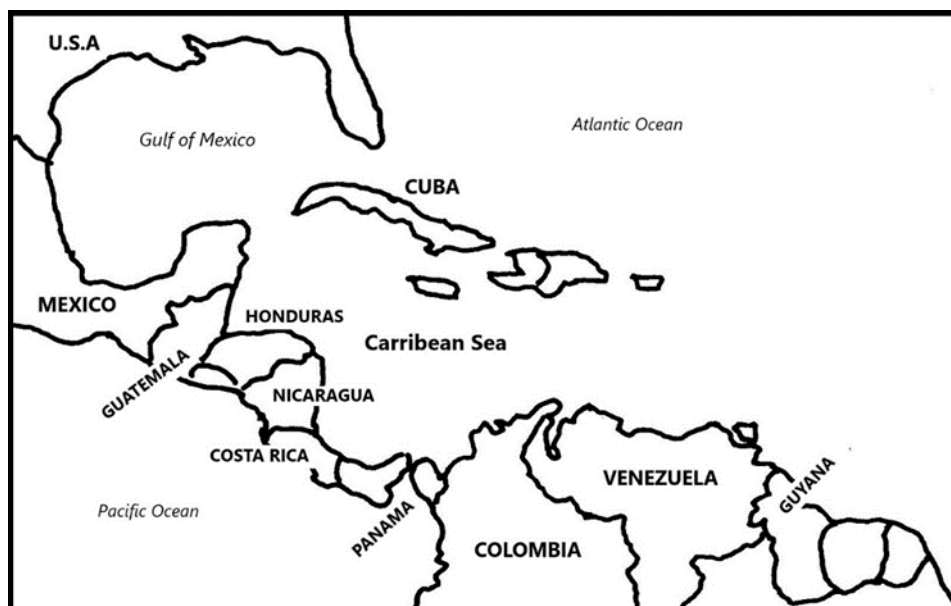 U.S.A
Gulf of Mexico
Atlantic Ocean
CUBA
MEXICO
HONDURAS
Carribean Sea
GUATEMALA
NICARAGUA
COSTA RICA
VENEZUELA
GUYANA
Pacific Ocean
PANAMA
COLOMBIA